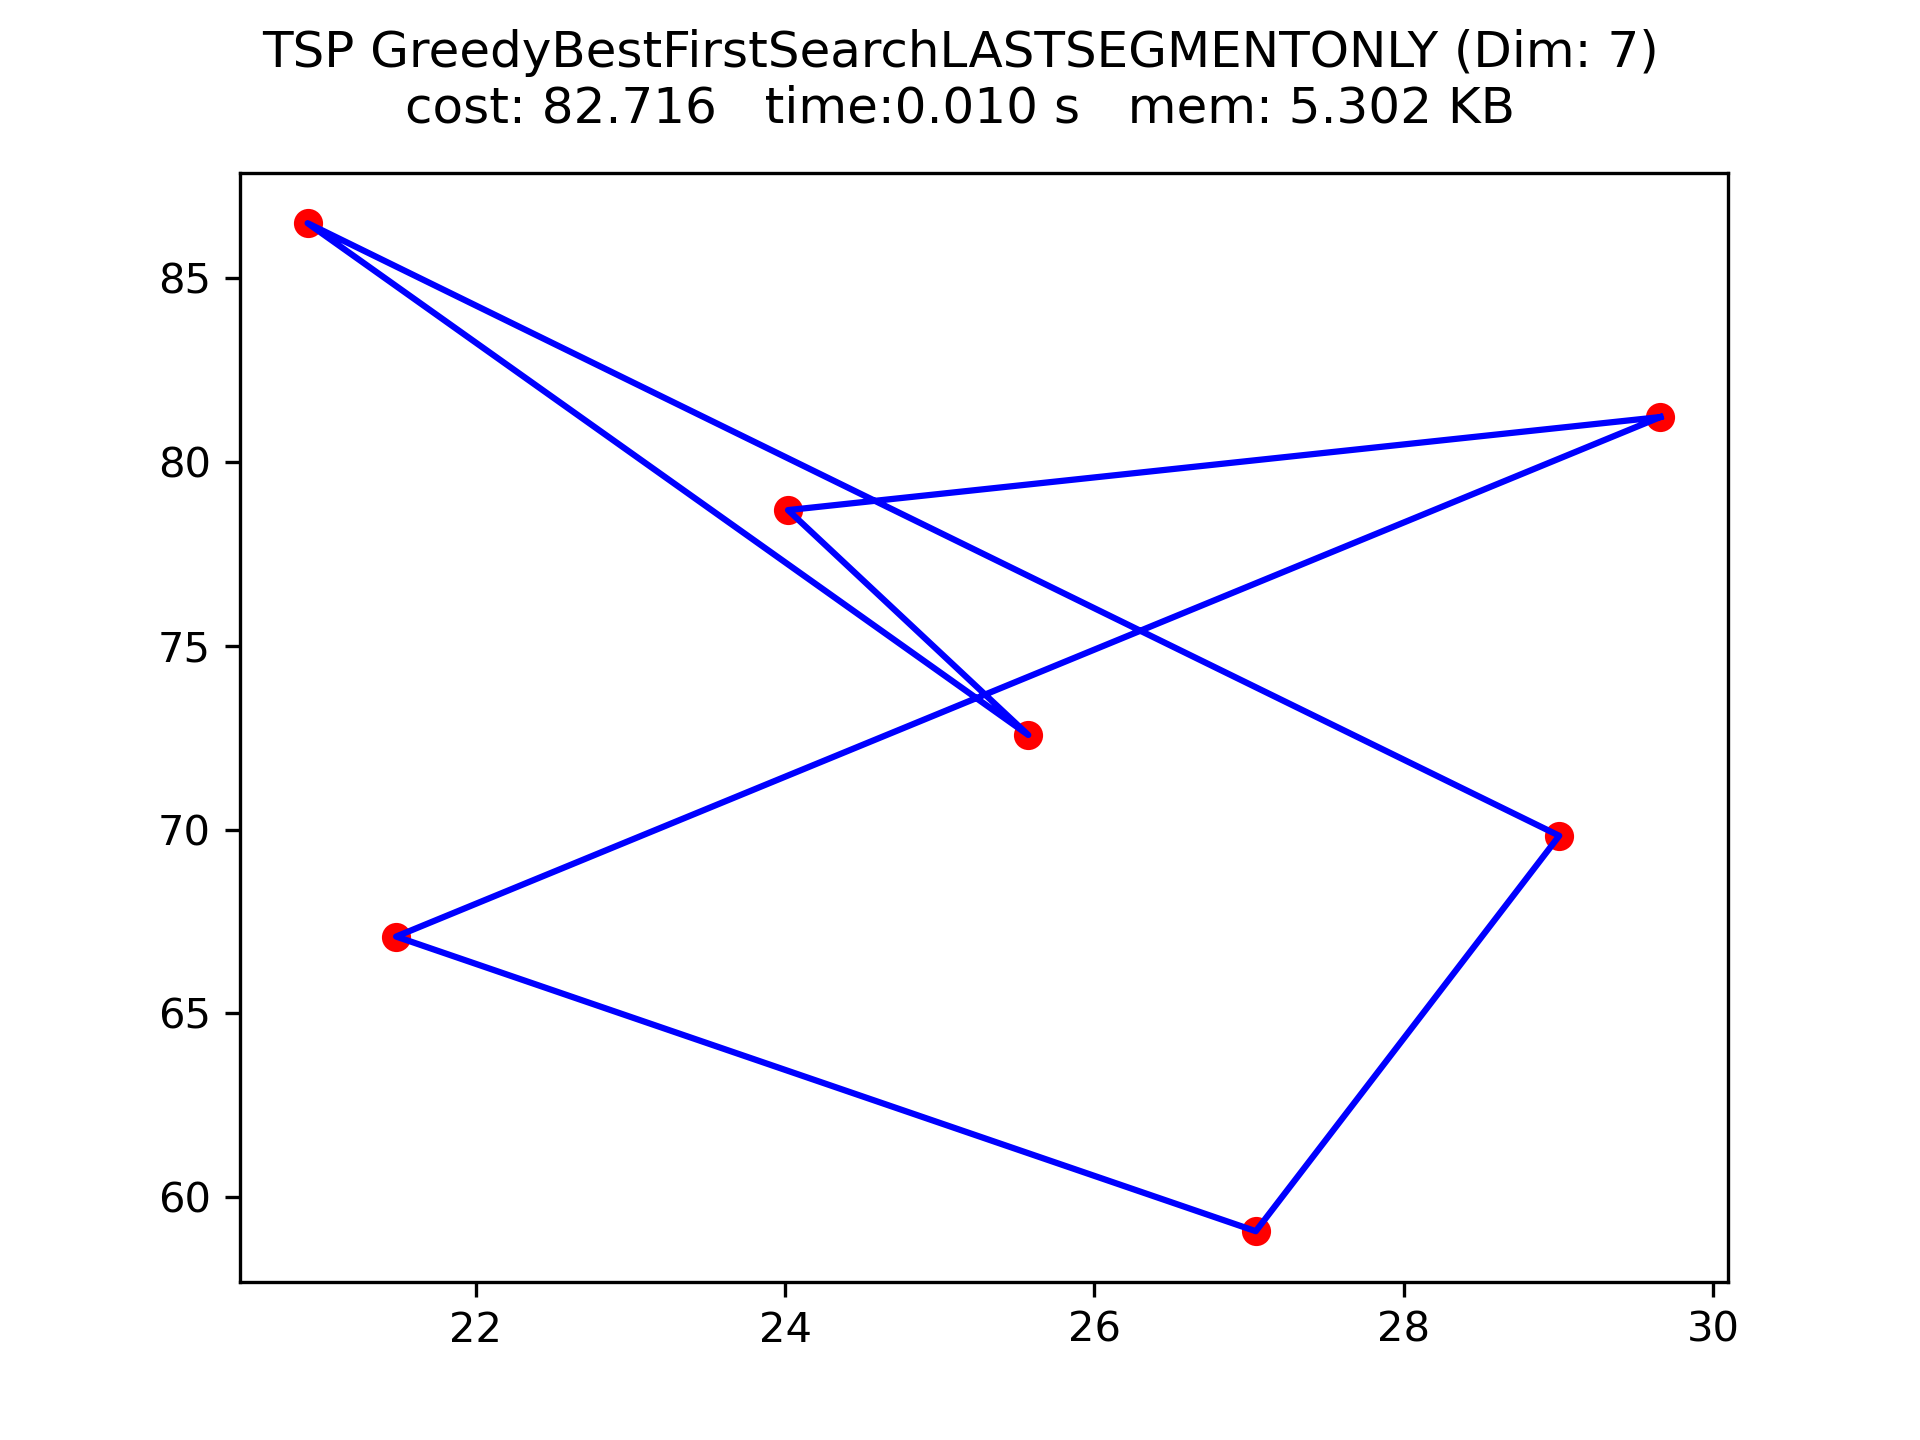 TSP GreedyBestFirstSearchLASTSEGMENTONLY (Dim: 7)
cost: 82.716   time:0.010 s   mem: 5.302 KB
85
80
75
70
65
60
22 24 26 28 30